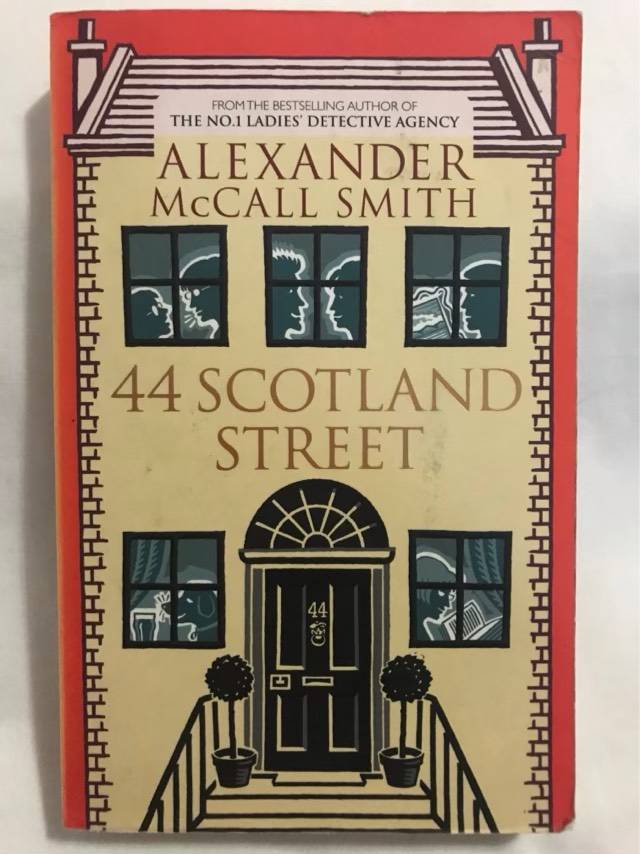 FROM THE BESTSELLING AUTHOR OF
THE NO.1 LADIES' DETECTIVE AGENCY
ALEXANDER
McCALL SMITH
44 SCOTLAND
STREET
44